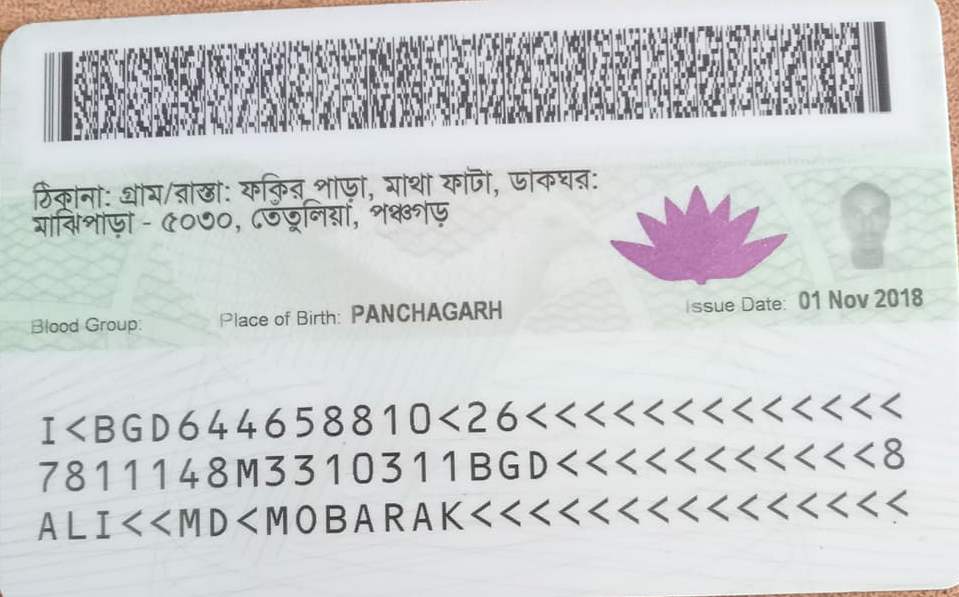 ঠিকানা: গ্রাম/রাস্তা: ফকির পাড়া, মাথা ফাটা, ডাকঘর:
মাঝিপাড়া - ৫০৩০, তেতুলিয়া, পঞ্চগড়
Blood Group: Place of Birth: PANCHAGARH Issue Date: 01 Nov 2018
I<BGD644658810<26<<<<<<<<<<<<<
7811148M3310311BGD<<<<<<<<<<<8
ALI<<MD<MOBARAK<<<<<<<<<<<<<<<